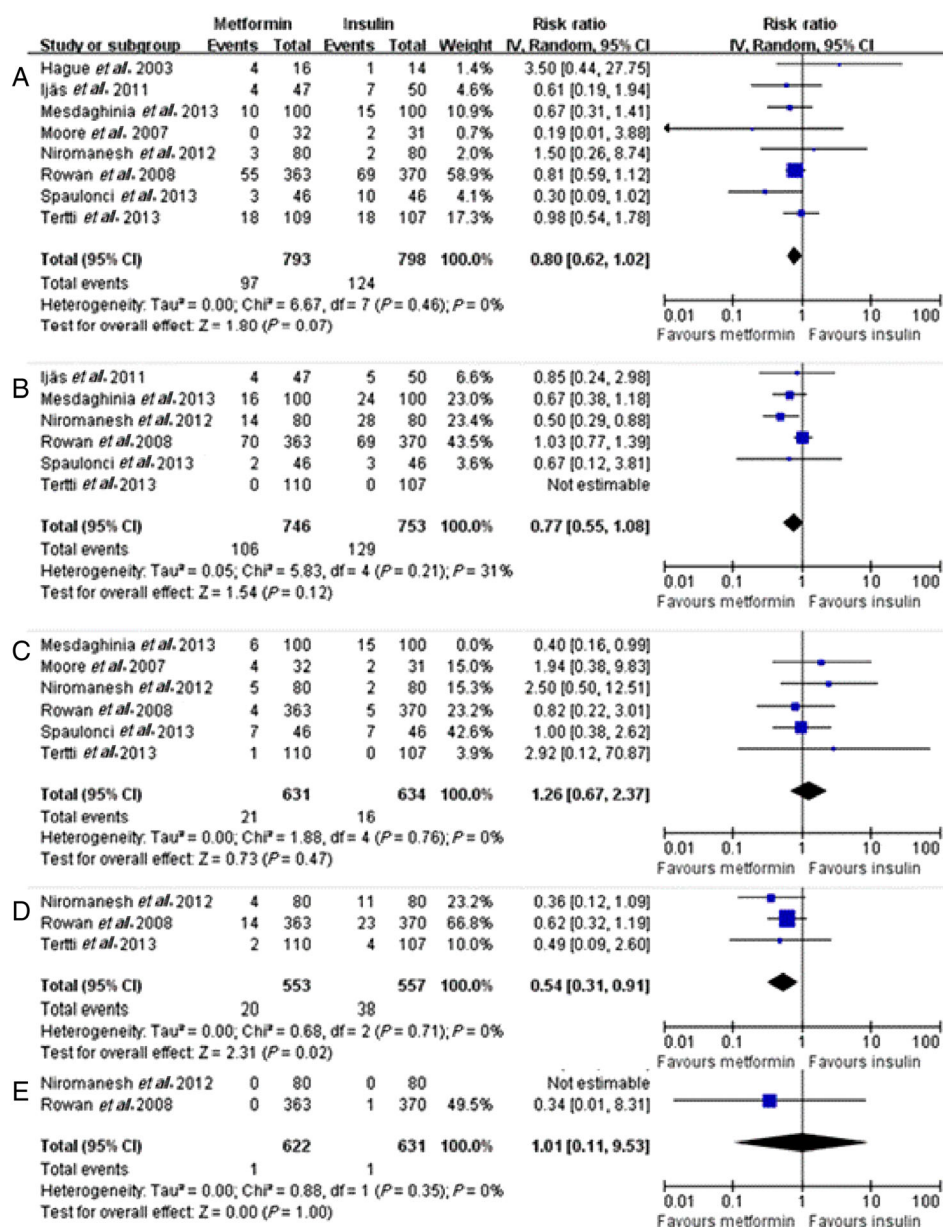 Metformin Insulin Risk ratio Risk ratio
Study or subgroup Events Total Events Total Weight IV, Random, 95% CI IV, Random, 95% CI
A
Hague et al. 2003 4 16 1 14 1.4% 3.50 [0.44, 27.75]
Ijäs et al. 2011 4 47 7 50 4.6% 0.61 [0.19, 1.94]
Mesdaghinia et al. 2013 10 100 15 100 10.9% 0.67 [0.31, 1.41]
Moore et al. 2007 0 32 2 31 0.7% 0.19 [0.01, 3.88]
Niromanesh et al. 2012 3 80 2 80 2.0% 1.50 [0.26, 8.74]
Rowan et al. 2008 55 363 69 370 58.9% 0.81 [0.59, 1.12]
Spaulonci et al. 2013 3 46 10 46 4.1% 0.30 [0.09, 1.02]
Tertti et al. 2013 18 109 18 107 17.3% 0.98 [0.54, 1.78]
Total (95% CI) 793 798 100.0% 0.80 [0.62, 1.02]
Total events 97 124
Heterogeneity: Tau² = 0.00; Chi² = 6.67, df = 7 (P = 0.46); P = 0%
Test for overall effect: Z = 1.80 (P = 0.07)
0.01 0.1 1 10 100
Favours metformin Favours insulin
B
Ijäs et al. 2011 4 47 5 50 6.6% 0.85 [0.24, 2.98]
Mesdaghinia et al. 2013 16 100 24 100 23.0% 0.67 [0.38, 1.18]
Niromanesh et al. 2012 14 80 28 80 23.4% 0.50 [0.29, 0.88]
Rowan et al. 2008 70 363 69 370 43.5% 1.03 [0.77, 1.39]
Spaulonci et al. 2013 2 46 3 46 3.6% 0.67 [0.12, 3.81]
Tertti et al. 2013 0 110 0 107 Not estimable
Total (95% CI) 746 753 100.0% 0.77 [0.55, 1.08]
Total events 106 129
Heterogeneity: Tau² = 0.05; Chi² = 5.83, df = 4 (P = 0.21); P = 31%
Test for overall effect: Z = 1.54 (P = 0.12)
0.01 0.1 1 10 100
Favours metformin Favours insulin
C
Mesdaghinia et al. 2013 6 100 15 100 0.0% 0.40 [0.16, 0.99]
Moore et al. 2007 4 32 2 31 15.0% 1.94 [0.38, 9.83]
Niromanesh et al. 2012 5 80 2 80 15.3% 2.50 [0.50, 12.51]
Rowan et al. 2008 4 363 5 370 23.2% 0.82 [0.22, 3.01]
Spaulonci et al. 2013 7 46 7 46 42.6% 1.00 [0.38, 2.62]
Tertti et al. 2013 1 110 0 107 3.9% 2.92 [0.12, 70.87]
Total (95% CI) 631 634 100.0% 1.26 [0.67, 2.37]
Total events 21 16
Heterogeneity: Tau² = 0.00; Chi² = 1.88, df = 4 (P = 0.76); P = 0%
Test for overall effect: Z = 0.73 (P = 0.47)
0.01 0.1 1 10 100
Favours metformin Favours insulin
D
Niromanesh et al. 2012 4 80 11 80 23.2% 0.36 [0.12, 1.09]
Rowan et al. 2008 14 363 23 370 66.8% 0.62 [0.32, 1.19]
Tertti et al. 2013 2 110 4 107 10.0% 0.49 [0.09, 2.60]
Total (95% CI) 553 557 100.0% 0.54 [0.31, 0.91]
Total events 20 38
Heterogeneity: Tau² = 0.00; Chi² = 0.68, df = 2 (P = 0.71); P = 0%
Test for overall effect: Z = 2.31 (P = 0.02)
0.01 0.1 1 10 100
Favours metformin Favours insulin
E
Niromanesh et al. 2012 0 80 0 80 Not estimable
Rowan et al. 2008 0 363 1 370 49.5% 0.34 [0.01, 8.31]
Total (95% CI) 622 631 100.0% 1.01 [0.11, 9.53]
Total events 1 1
Heterogeneity: Tau² = 0.00; Chi² = 0.88, df = 1 (P = 0.35); P = 0%
Test for overall effect: Z = 0.00 (P = 1.00)
0.01 0.1 1 10 100
Favours metformin Favours insulin